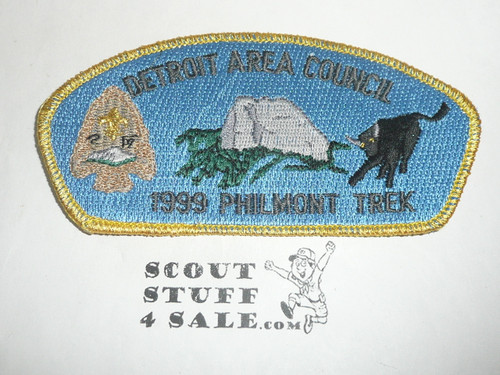 DETROIT AREA COUNCIL
1999 PHILMONT TREK
SCOUT
STUFF
4 SALE.COM